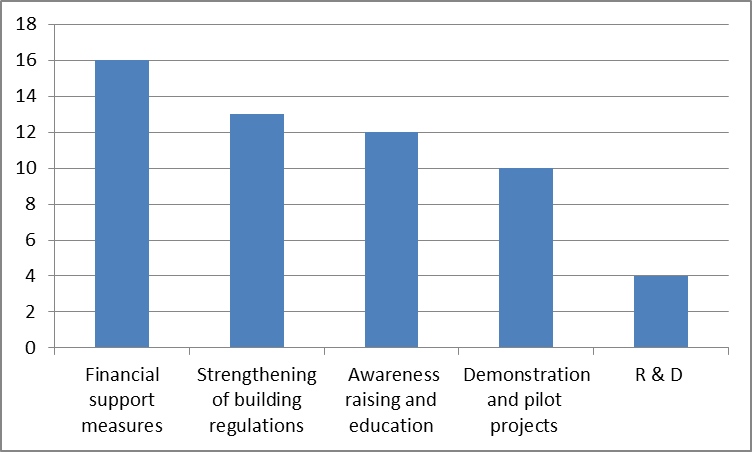 18
16
14
12
10
8
6
4
2
0
Financial
support
measures
Strengthening
of building
regulations
Awareness
raising and
education
Demonstration
and pilot
projects
R & D